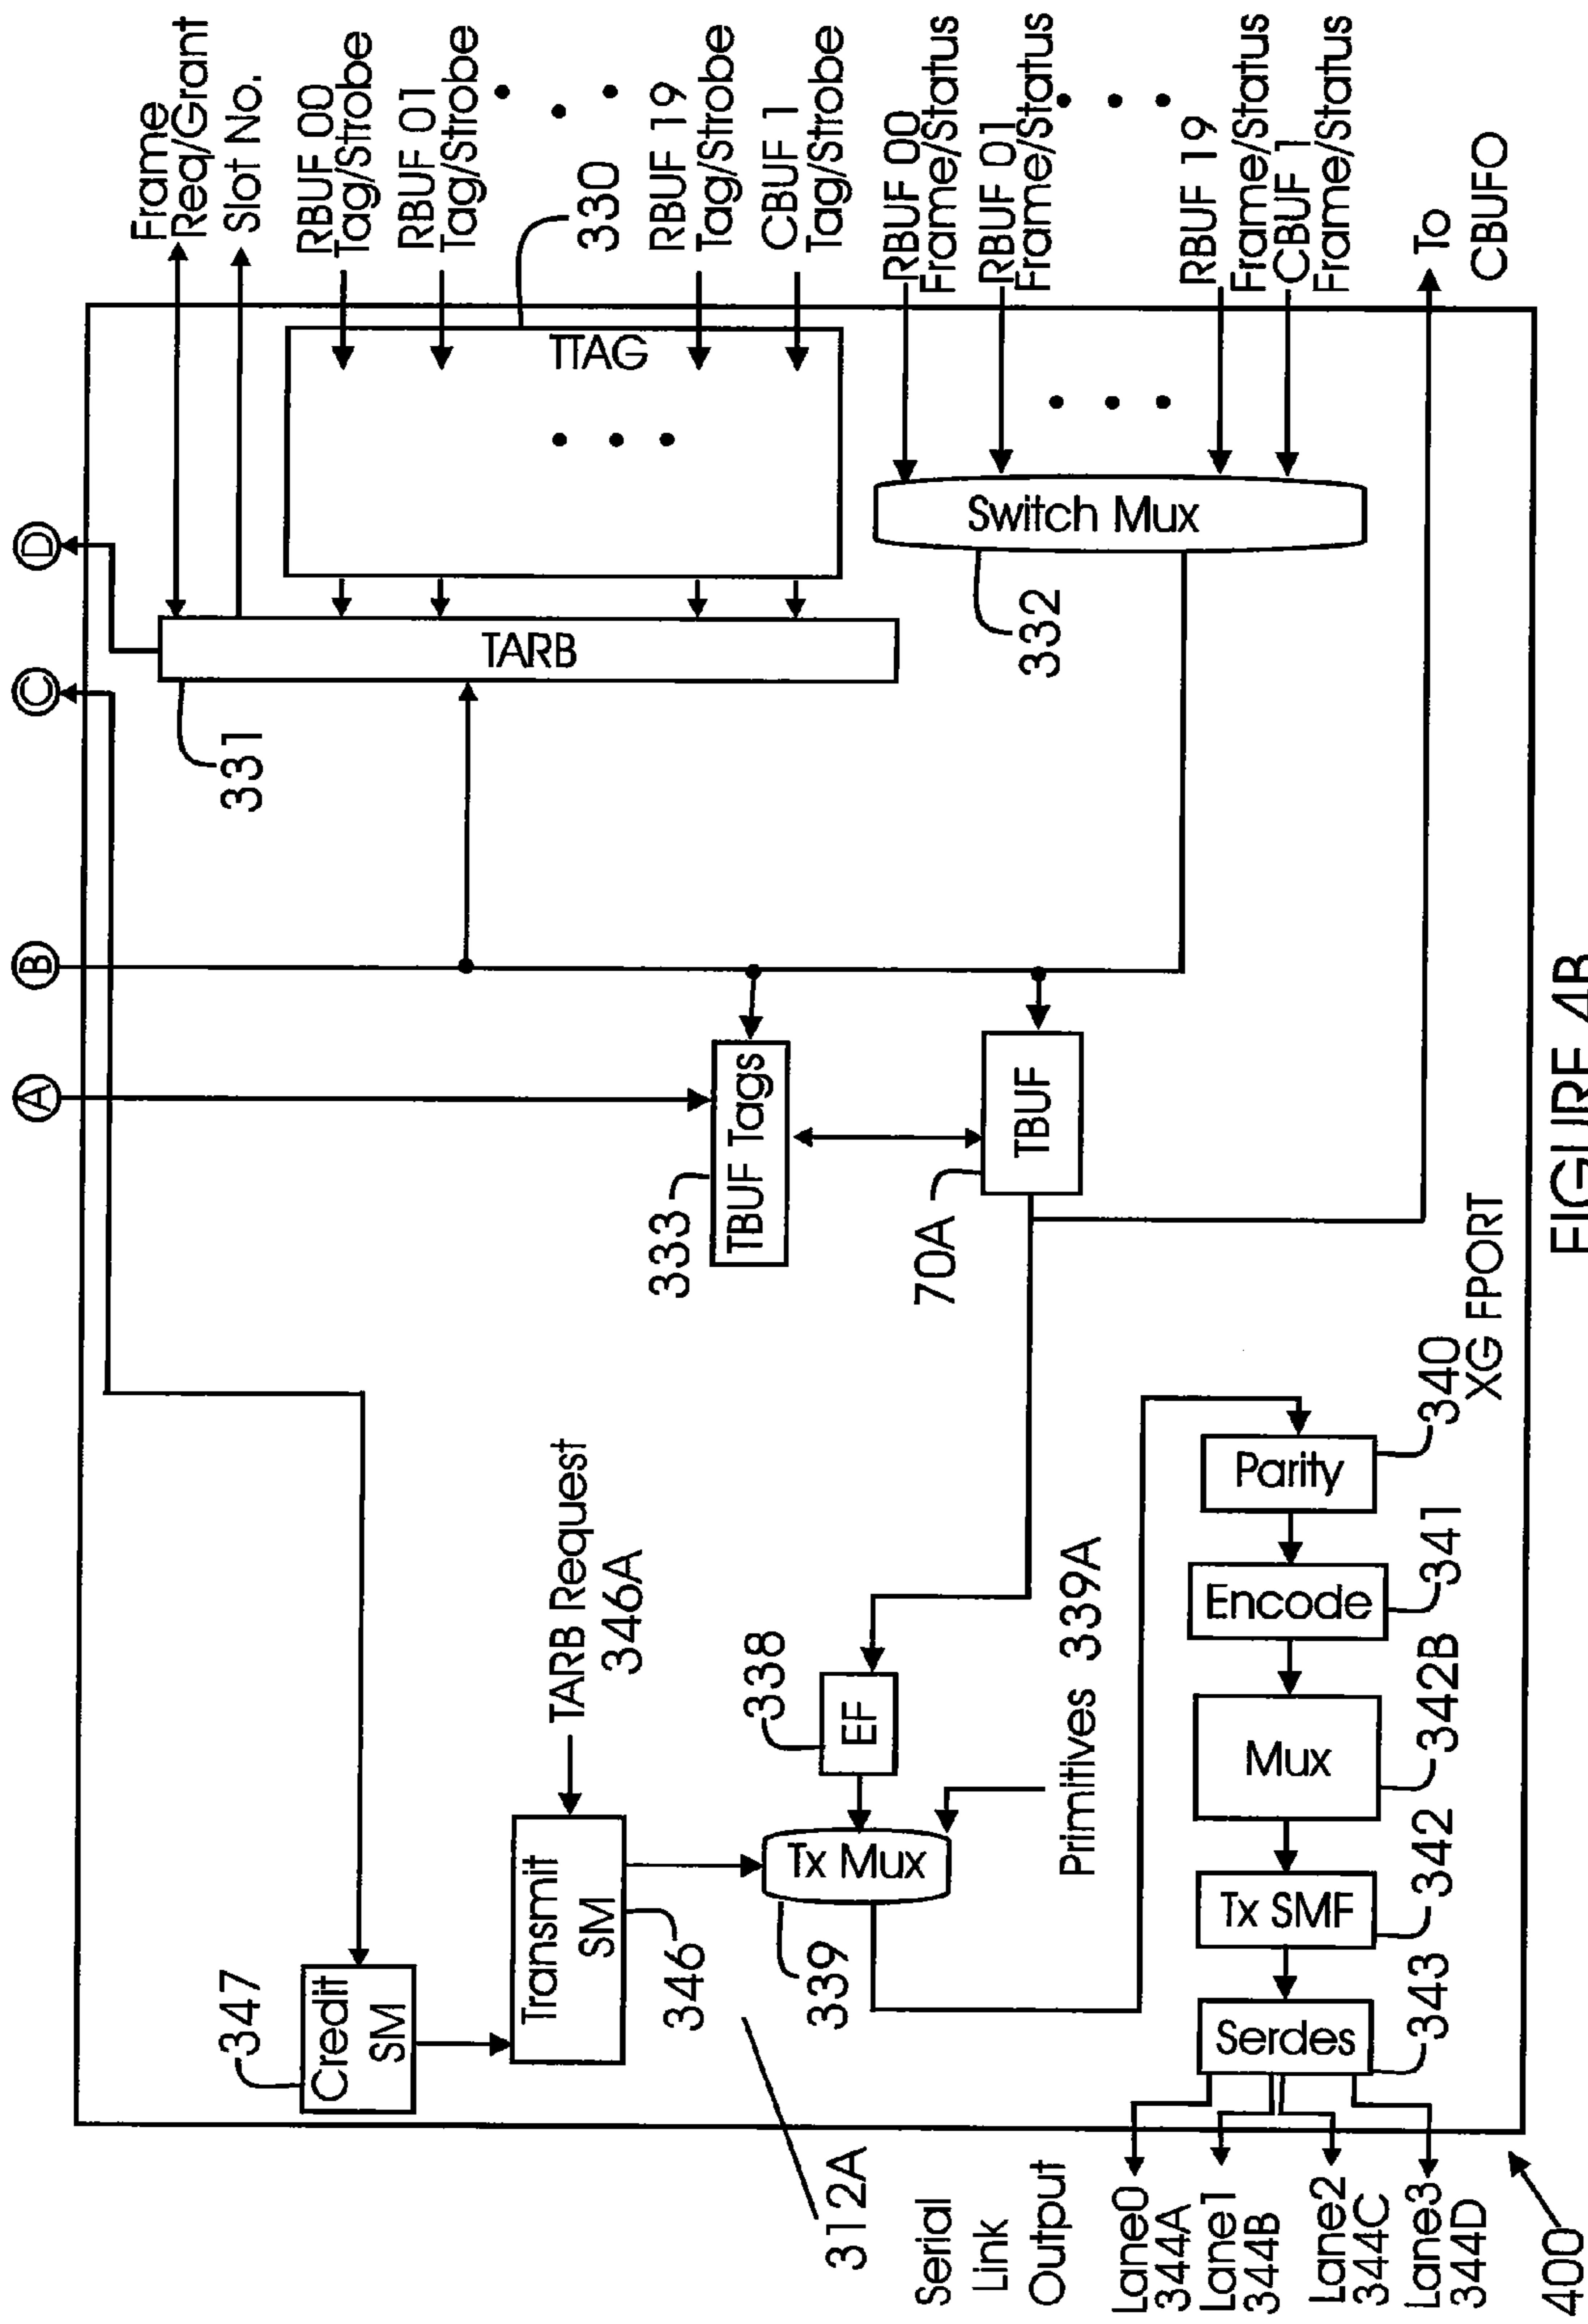 A
B
C
D
Frame
Req/Grant
Slot No.
RBUF 00
Tag/Strobe
RBUF 01
Tag/Strobe
330
RBUF 19
Tag/Strobe
CBUF 1
Tag/Strobe
RBUF 00
Frame/Status
RBUF 01
Frame/Status
RBUF 19
Frame/Status
CBUF 1
Frame/Status
To
CBUFO
TTAG
TARB
331
Switch Mux
332
TBUF Tags
333
TBUF
70A
347
Credit
SM
Transmit
SM
346
TARB Request
346A
338
EF
Tx Mux
339
Primitives 339A
312A
Parity
340
XG FPORT
Encode
341
Mux
342B
Tx SMF
342
Serdes
343
Serial
Link
Output
Lane0
344A
Lane1
344B
Lane2
344C
Lane3
344D
400
FIGURE 4B